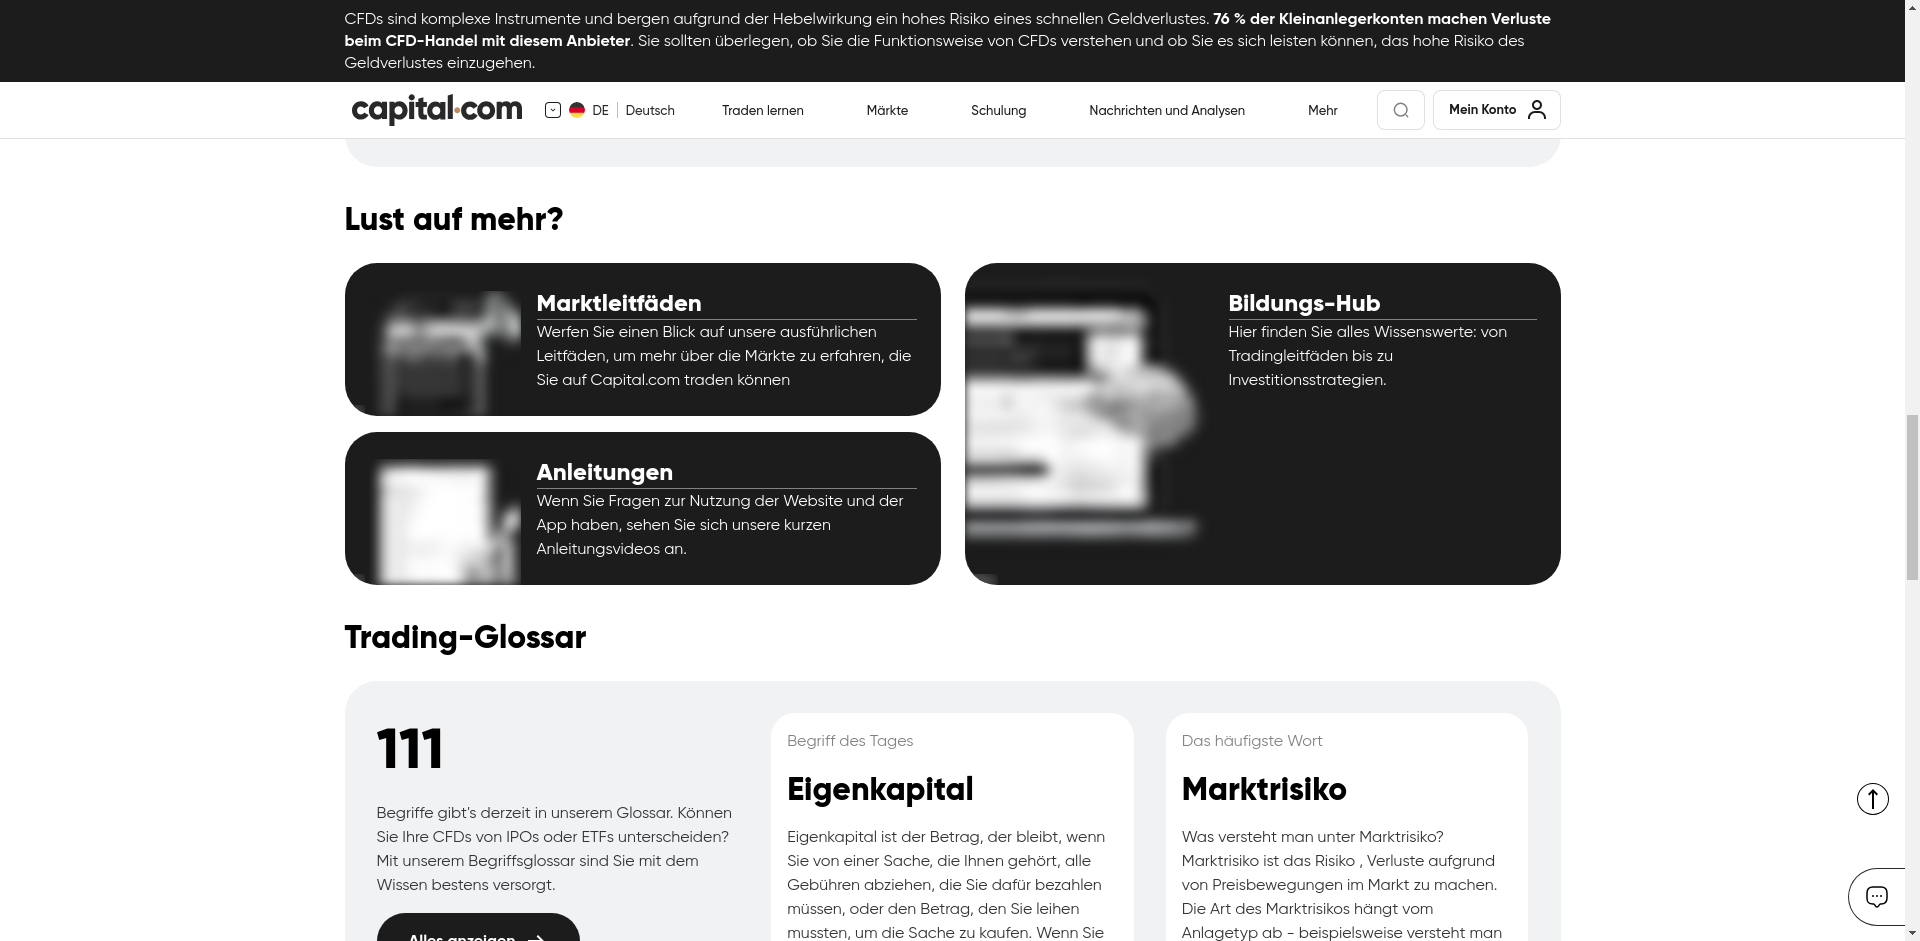 CFDs sind komplexe Instrumente und bergen aufgrund der Hebelwirkung ein hohes Risiko eines schnellen Geldverlustes. 76 % der Kleinanlegerkonten machen Verluste
beim CFD-Handel mit diesem Anbieter. Sie sollten überlegen, ob Sie die Funktionsweise von CFDs verstehen und ob Sie es sich leisten können, das hohe Risiko des
Geldverlustes einzugehen.
capital.com DE Deutsch Traden lernen Märkte Schulung Nachrichten und Analysen Mehr Mein Konto
Lust auf mehr?
Marktleitfäden
Werfen Sie einen Blick auf unsere ausführlichen
Leitfäden, um mehr über die Märkte zu erfahren, die
Sie auf Capital.com traden können
Anleitungen
Wenn Sie Fragen zur Nutzung der Website und der
App haben, sehen Sie sich unsere kurzen
Anleitungsvideos an.
Bildungs-Hub
Hier finden Sie alles Wissenswerte: von
Tradingleitfäden bis zu
Investitionsstrategien.
Trading-Glossar
111
Begriffe gibt's derzeit in unserem Glossar. Können
Sie Ihre CFDs von IPOs oder ETFs unterscheiden?
Mit unserem Begriffsglossar sind Sie mit dem
Wissen bestens versorgt.
Alles anzeigen
Begriff des Tages
Eigenkapital
Eigenkapital ist der Betrag, der bleibt, wenn
Sie von einer Sache, die Ihnen gehört, alle
Gebühren abziehen, die Sie dafür bezahlen
müssen, oder den Betrag, den Sie leihen
mussten, um die Sache zu kaufen. Wenn Sie
Das häufigste Wort
Marktrisiko
Was versteht man unter Marktrisiko?
Marktrisiko ist das Risiko , Verluste aufgrund
von Preisbewegungen im Markt zu machen.
Die Art des Marktrisikos hängt vom
Anlagetyp ab - beispielsweise versteht man